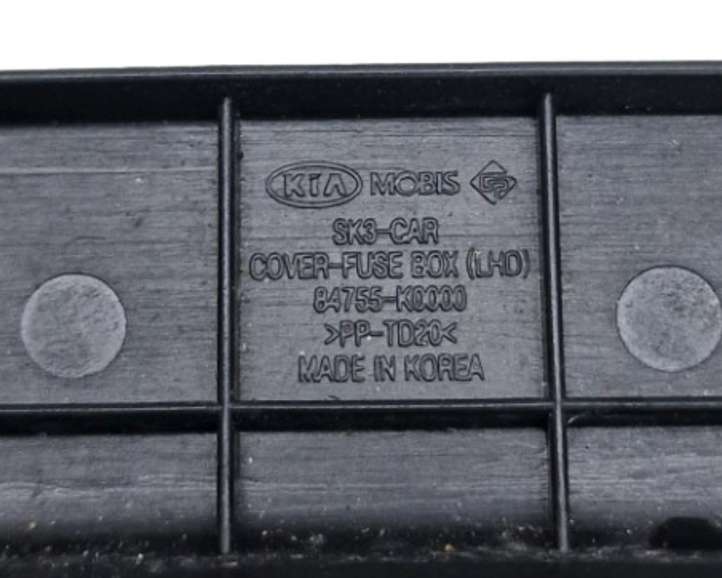 KIA MOBIS
SK3-CAR
COVER-FUSE BOX (LHD)
84755-K0000
>PP-TD20<
MADE IN KOREA